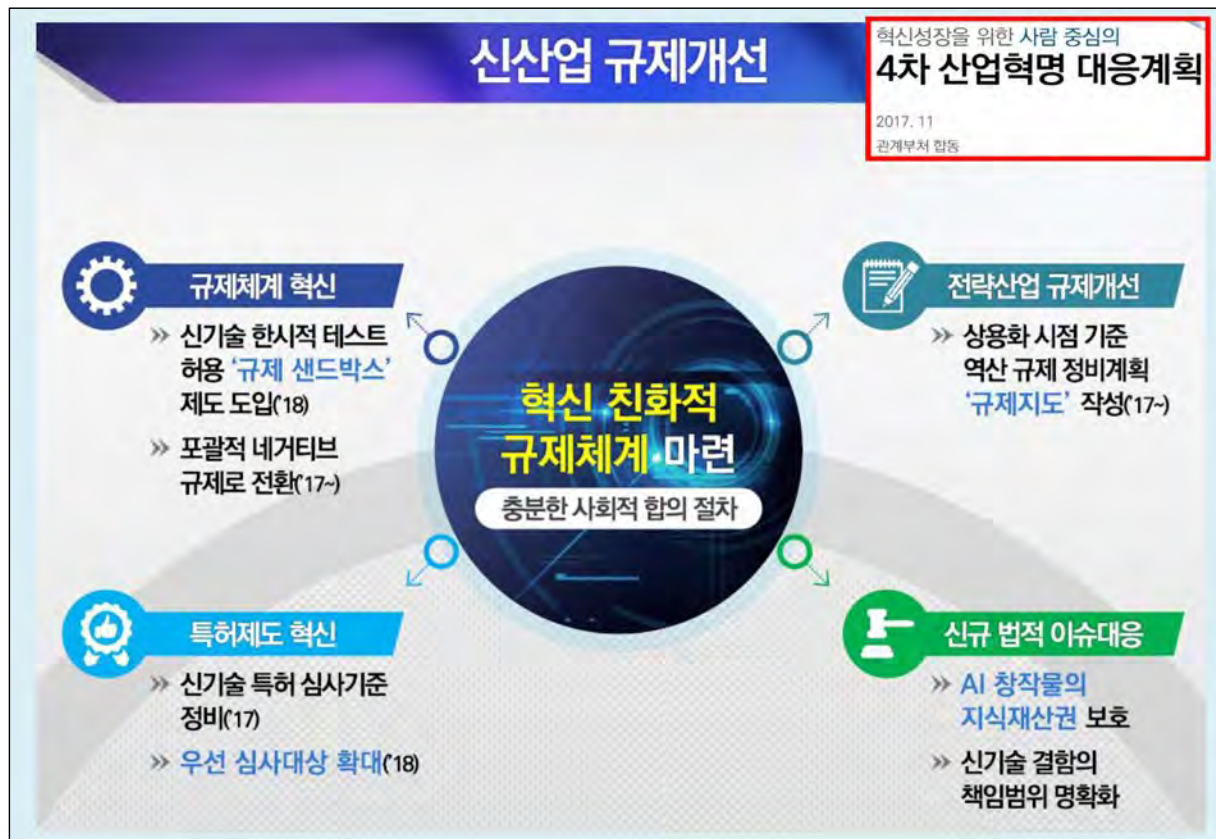 신산업 규제개선
혁신성장을 위한 사람 중심의
4차 산업혁명 대응계획
2017. 11
관계부처 합동
규제체계 혁신
» 신기술 한시적 테스트
허용 '규제 샌드박스'
제도 도입('18)
» 포괄적 네거티브
규제로 전환('17~)
전략산업 규제개선
» 상용화 시점 기준
역산 규제 정비계획
'규제지도' 작성('17~)
혁신 친화적
규제체계 마련
충분한 사회적 합의 절차
특허제도 혁신
» 신기술 특허 심사기준
정비('17)
» 우선 심사대상 확대('18)
신규 법적 이슈대응
» AI 창작물의
지식재산권 보호
» 신기술 결함의
책임범위 명확화